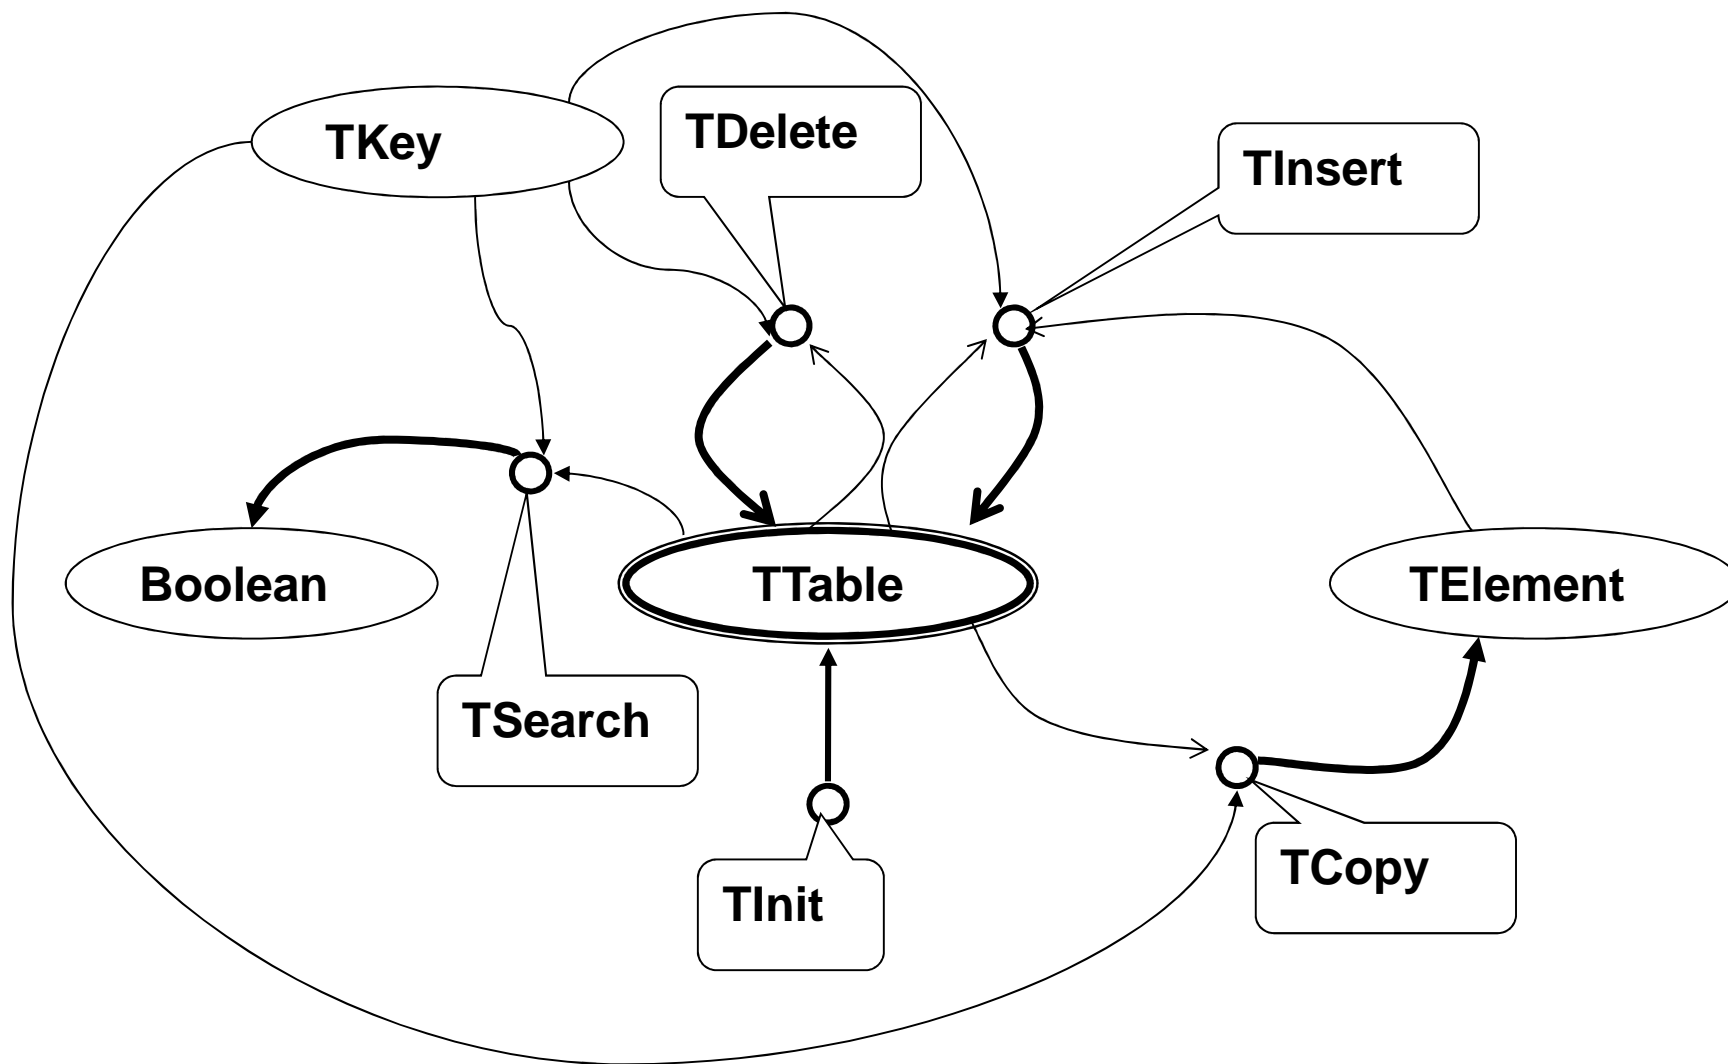 TKey
TDelete
TInsert
Boolean
TTable
TElement
TSearch
TCopy
TInit